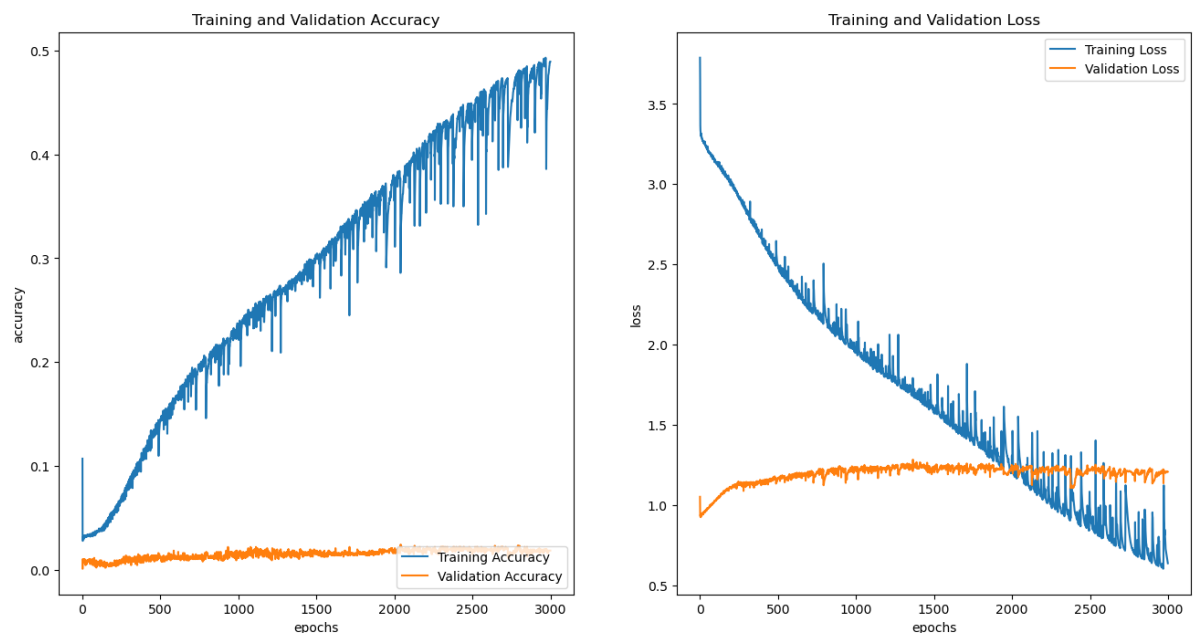 Training and Validation Accuracy
accuracy
0.5
0.4
0.3
0.2
0.1
0.0
Training Accuracy
Validation Accuracy
0 500 1000 1500 2000 2500 3000
epochs
Training and Validation Loss
loss
Training Loss
Validation Loss
3.5
3.0
2.5
2.0
1.5
1.0
0.5
0 500 1000 1500 2000 2500 3000
epochs